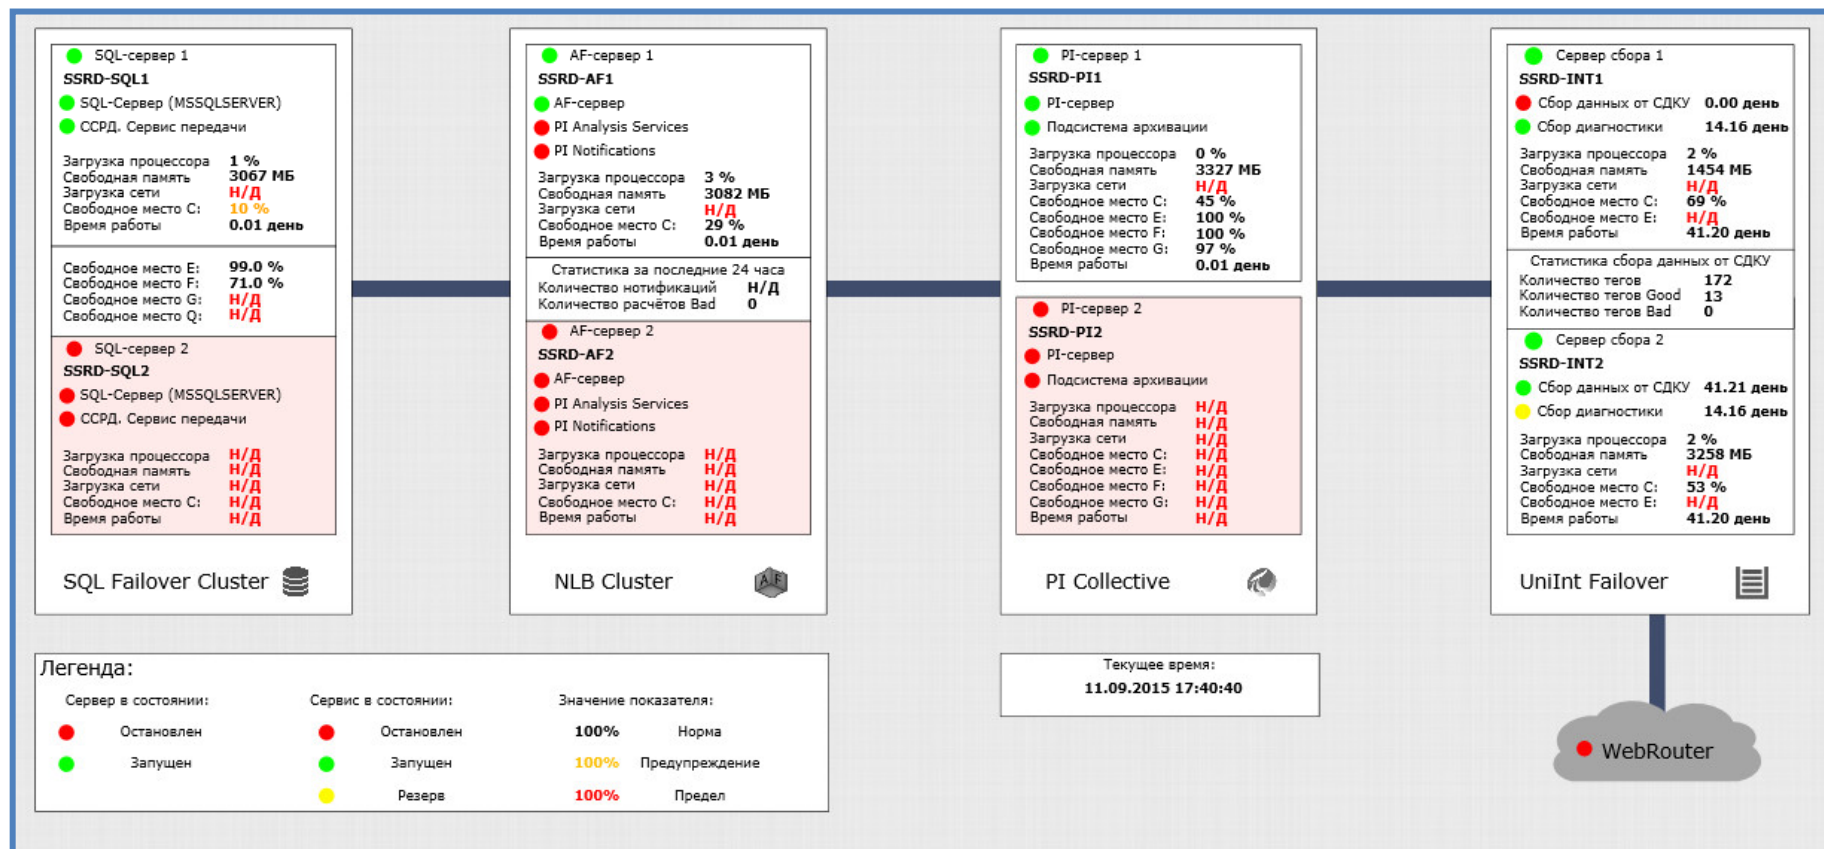 SQL-сервер 1
SSRD-SQL1
SQL-Сервер (MSSQLSERVER)
ССРД. Сервис передачи
Загрузка процессора 1 %
Свободная память 3067 МБ
Загрузка сети Н/Д
Свободное место C: 10 %
Время работы 0.01 день
Свободное место E: 99.0 %
Свободное место F: 71.0 %
Свободное место G: Н/Д
Свободное место Q: Н/Д
SQL-сервер 2
SSRD-SQL2
SQL-Сервер (MSSQLSERVER)
ССРД. Сервис передачи
Загрузка процессора Н/Д
Свободная память Н/Д
Загрузка сети Н/Д
Свободное место C: Н/Д
Время работы Н/Д
SQL Failover Cluster
AF-сервер 1
SSRD-AF1
AF-сервер
PI Analysis Services
PI Notifications
Загрузка процессора 3 %
Свободная память 3082 МБ
Загрузка сети Н/Д
Свободное место C: 29 %
Время работы 0.01 день
Статистика за последние 24 часа
Количество нотификаций Н/Д
Количество расчётов Bad 0
AF-сервер 2
SSRD-AF2
AF-сервер
PI Analysis Services
PI Notifications
Загрузка процессора Н/Д
Свободная память Н/Д
Загрузка сети Н/Д
Свободное место C: Н/Д
Время работы Н/Д
NLB Cluster
AF
PI-сервер 1
SSRD-PI1
PI-сервер
Подсистема архивации
Загрузка процессора 0 %
Свободная память 3327 МБ
Загрузка сети Н/Д
Свободное место C: 45 %
Свободное место E: 100 %
Свободное место F: 100 %
Свободное место G: 97 %
Время работы 0.01 день
PI-сервер 2
SSRD-PI2
PI-сервер
Подсистема архивации
Загрузка процессора Н/Д
Свободная память Н/Д
Загрузка сети Н/Д
Свободное место C: Н/Д
Свободное место E: Н/Д
Свободное место F: Н/Д
Свободное место G: Н/Д
Время работы Н/Д
PI Collective
Сервер сбора 1
SSRD-INT1
Сбор данных от СДКУ 0.00 день
Сбор диагностики 14.16 день
Загрузка процессора 2 %
Свободная память 1454 МБ
Загрузка сети Н/Д
Свободное место C: 69 %
Свободное место E: Н/Д
Время работы 41.20 день
Статистика сбора данных от СДКУ
Количество тегов 172
Количество тегов Good 13
Количество тегов Bad 0
Сервер сбора 2
SSRD-INT2
Сбор данных от СДКУ 41.21 день
Сбор диагностики 14.16 день
Загрузка процессора 2 %
Свободная память 3258 МБ
Загрузка сети Н/Д
Свободное место C: 53 %
Свободное место E: Н/Д
Время работы 41.20 день
UniInt Failover
Легенда:
Сервер в состоянии: Сервис в состоянии: Значение показателя:
Остановлен Остановлен 100% Норма
Запущен Запущен 100% Предупреждение
Резерв 100% Предел
Текущее время:
11.09.2015 17:40:40
WebRouter